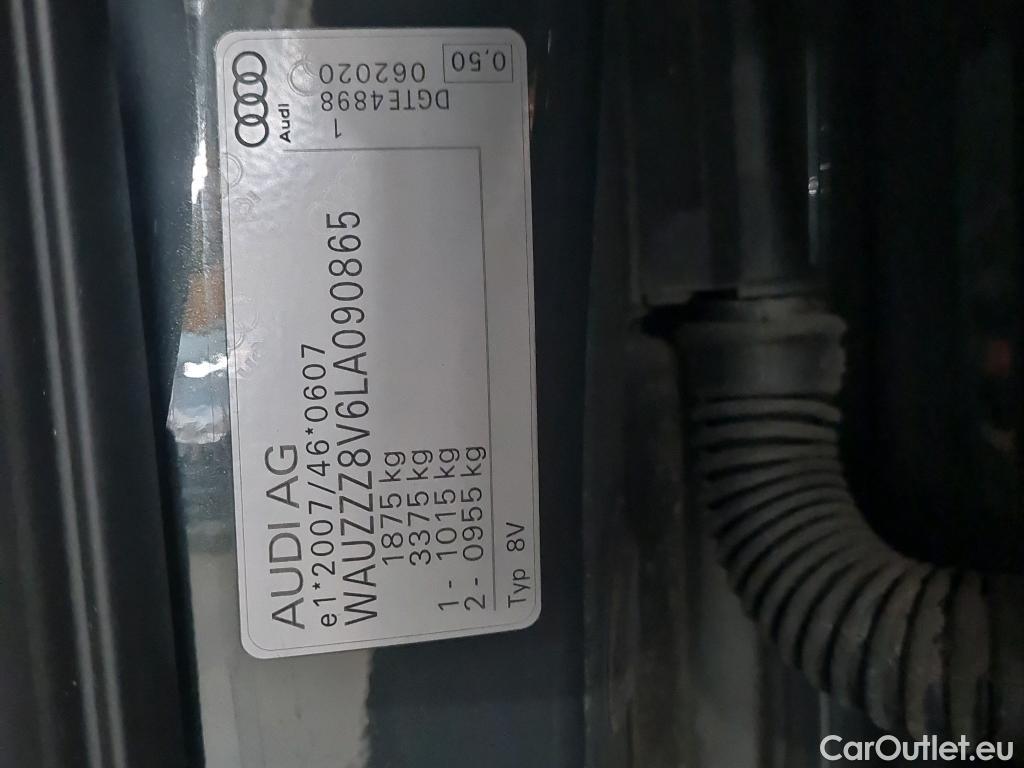 AUDI AG
e1*2007/46*0607
WAUZZZ8V6LA090865
1875 kg
3375 kg
1 - 1015 kg
2 - 0955 kg
Typ 8V
Audi
062020
DGTE4898
0,50
CarOutlet.eu